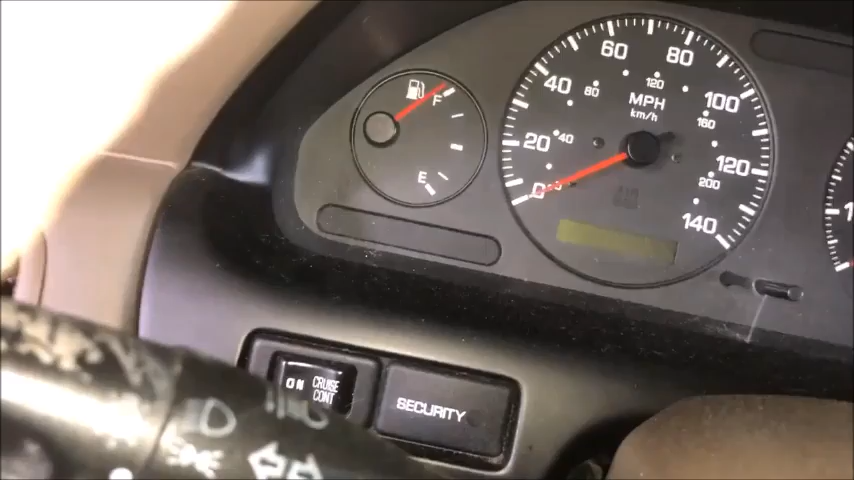 F
E
0
20
40
60
80
100
120
140
40
80
120
160
200
MPH
km/h
ON
CRUISE
CONT
SECURITY